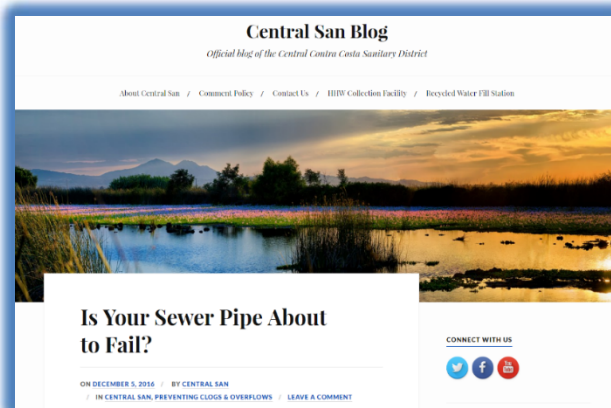 Central San Blog
Official blog of the Central Contra Costa Sanitary District
About Central San / Comment Policy / Contact Us / HHW Collection Facility / Recycled Water Fill Station
Is Your Sewer Pipe About
to Fail?
CONNECT WITH US
ON DECEMBER 5, 2016 / BY CENTRAL SAN
/ IN CENTRAL SAN, PREVENTING CLOGS & OVERFLOWS / LEAVE A COMMENT